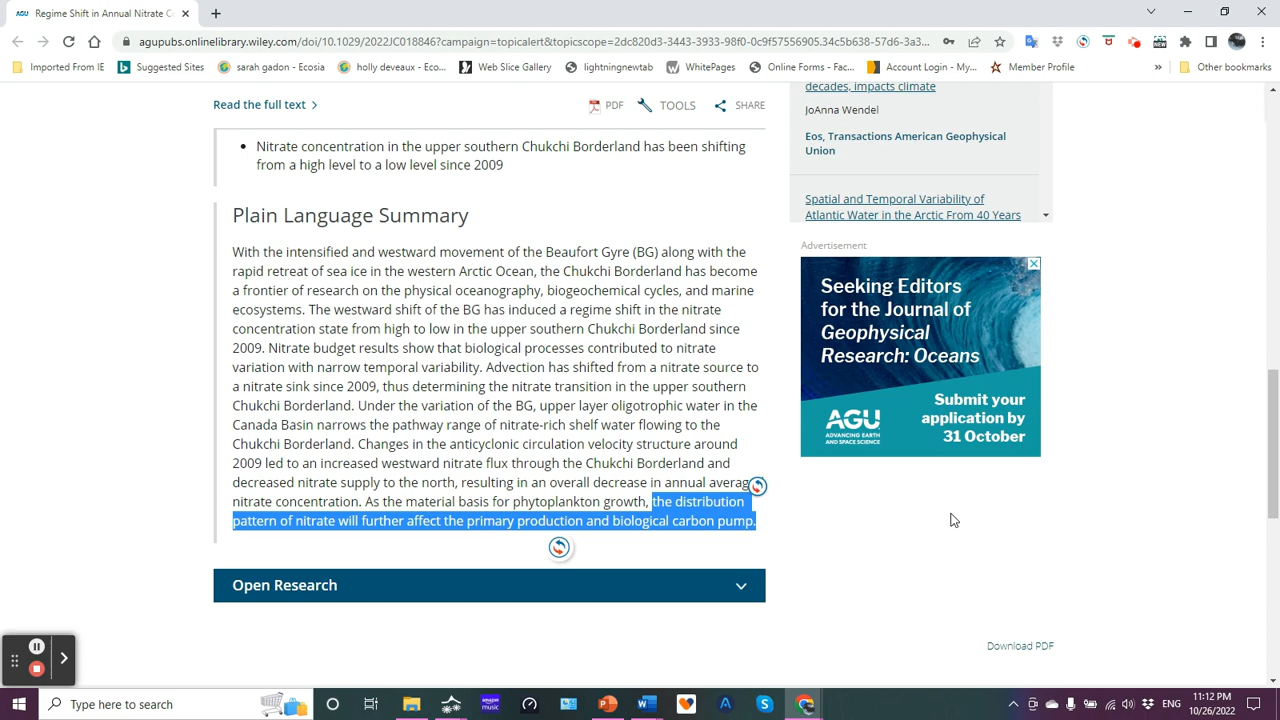 Regime Shift in Annual Nitrate C
agupubs.onlinelibrary.wiley.com/doi/10.1029/2022JC018846?campaign=topicalert&topicscope=2dc820d3-3443-3933-98f0-0c9f57556905.34c5b638-57d6-3a3...
Imported From IE
Suggested Sites
sarah gadon - Ecosia
holly deveaux - Eco...
Web Slice Gallery
lightningnewtab
WhitePages
Online Forms - Fac...
Account Login - My...
Member Profile
»
Other bookmarks
Read the full text
PDF
TOOLS
SHARE
• Nitrate concentration in the upper southern Chukchi Borderland has been shifting
from a high level to a low level since 2009
Plain Language Summary
With the intensified and westward movement of the Beaufort Gyre (BG) along with the
rapid retreat of sea ice in the western Arctic Ocean, the Chukchi Borderland has become
a frontier of research on the physical oceanography, biogeochemical cycles, and marine
ecosystems. The westward shift of the BG has induced a regime shift in the nitrate
concentration state from high to low in the upper southern Chukchi Borderland since
2009. Nitrate budget results show that biological processes contributed to nitrate
variation with narrow temporal variability. Advection has shifted from a nitrate source to
a nitrate sink since 2009, thus determining the nitrate transition in the upper southern
Chukchi Borderland. Under the variation of the BG, upper layer oligotrophic water in the
Canada Basin narrows the pathway range of nitrate-rich shelf water flowing to the
Chukchi Borderland. Changes in the anticyclonic circulation velocity structure around
2009 led to an increased westward nitrate flux through the Chukchi Borderland and
decreased nitrate supply to the north, resulting in an overall decrease in annual averag
nitrate concentration. As the material basis for phytoplankton growth, the distribution
pattern of nitrate will further affect the primary production and biological carbon pump.
Open Research
decades, impacts climate
JoAnna Wendel
Eos, Transactions American Geophysical
Union
Spatial and Temporal Variability of
Atlantic Water in the Arctic From 40 Years
Advertisement
Seeking Editors
for the Journal of
Geophysical
Research: Oceans
Submit your
application by
31 October
AGU
ADVANCING EARTH
AND SPACE SCIENCE
Download PDF
Type here to search
ENG
11:12 PM
10/26/2022